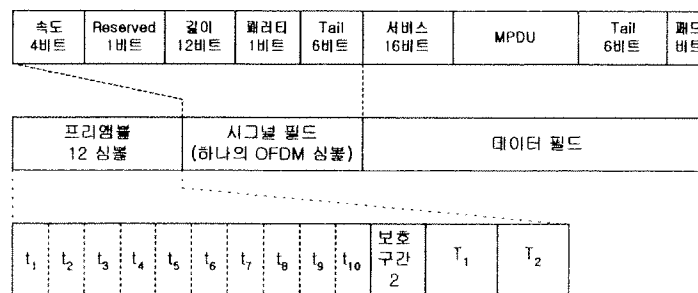 속도 Reserved 길이 패러티 Tail 서비스 MPDU Tail 패드
4비트 1비트 12비트 1비트 6비트 16비트 6비트 비트
프리앰블 시그널 필드 데이터 필드
12 심볼 (하나의 OFDM 심볼)
t1 t2 t3 t4 t5 t6 t7 t8 t9 t10 보호 구간 2 T1 T2